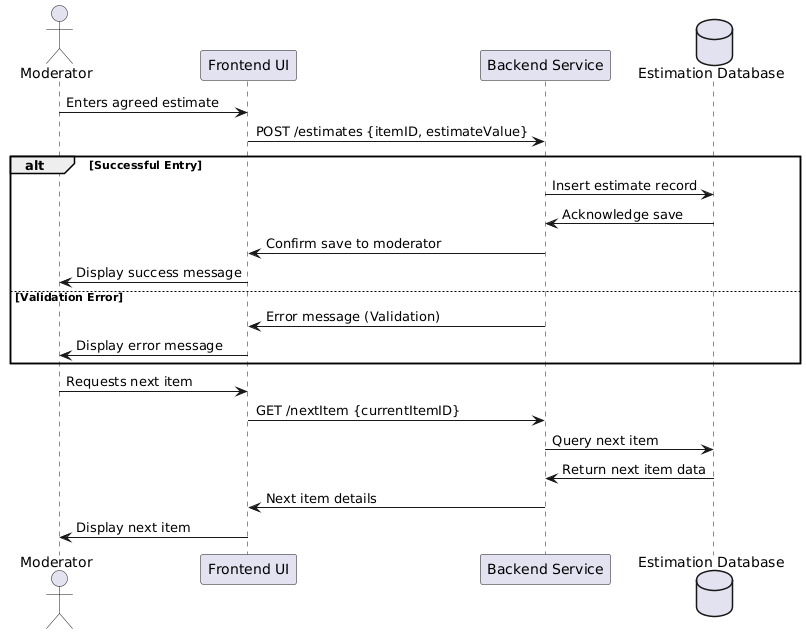 Moderator
Frontend UI
Backend Service
Estimation Database
Enters agreed estimate
POST /estimates {itemID, estimateValue}
alt
[Successful Entry]
Insert estimate record
Acknowledge save
Confirm save to moderator
Display success message
[Validation Error]
Error message (Validation)
Display error message
Requests next item
GET /nextItem {currentItemID}
Query next item
Return next item data
Next item details
Display next item
Moderator
Frontend UI
Backend Service
Estimation Database